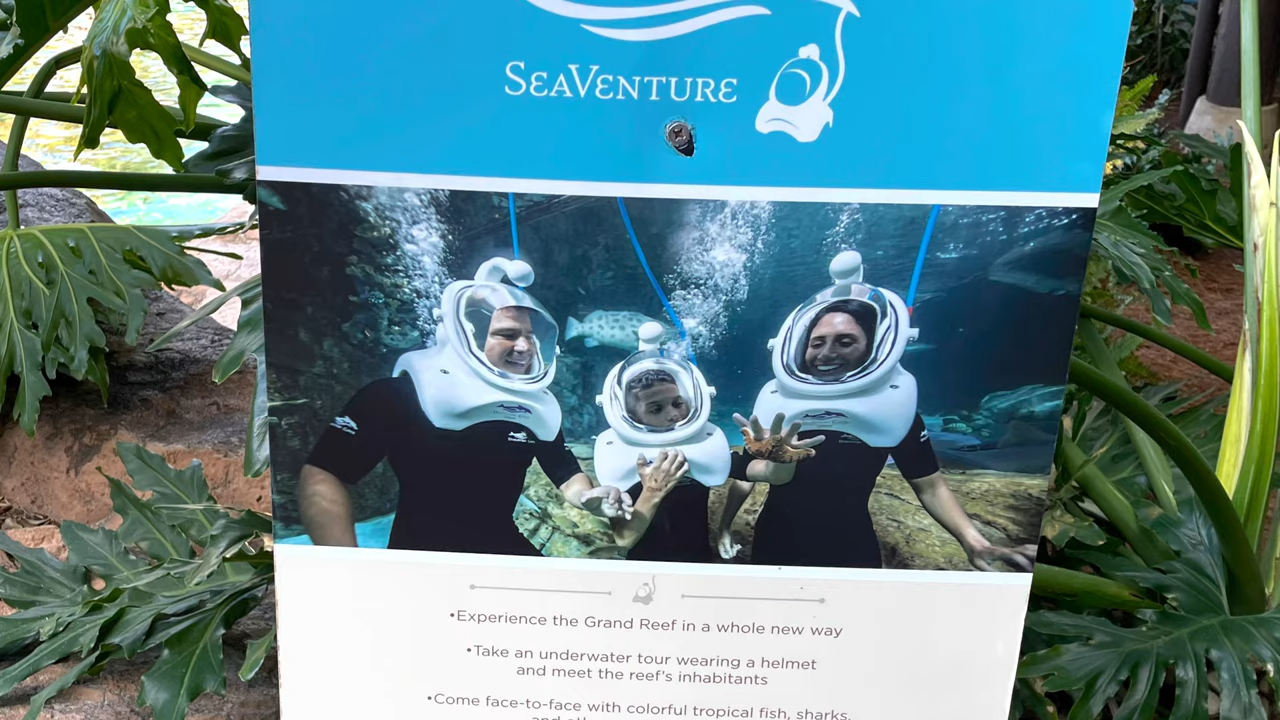 SEAVENTURE
•Experience the Grand Reef in a whole new way
•Take an underwater tour wearing a helmet
and meet the reef's inhabitants
•Come face-to-face with colorful tropical fish, sharks,